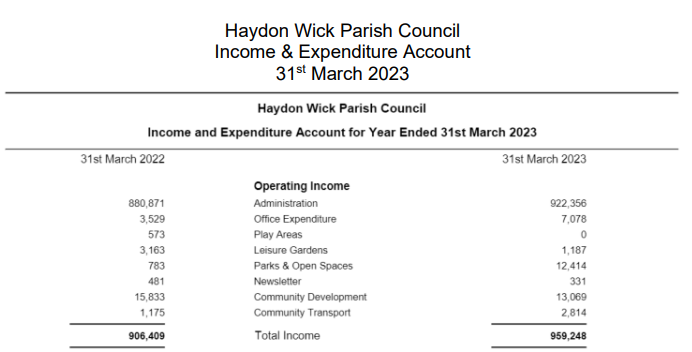 Haydon Wick Parish Council
Income & Expenditure Account
31st March 2023
Haydon Wick Parish Council
Income and Expenditure Account for Year Ended 31st March 2023
31st March 2022 31st March 2023
Operating Income
880,871 Administration 922,356
3,529 Office Expenditure 7,078
573 Play Areas 0
3,163 Leisure Gardens 1,187
783 Parks & Open Spaces 12,414
481 Newsletter 331
15,833 Community Development 13,069
1,175 Community Transport 2,814
906,409 Total Income 959,248